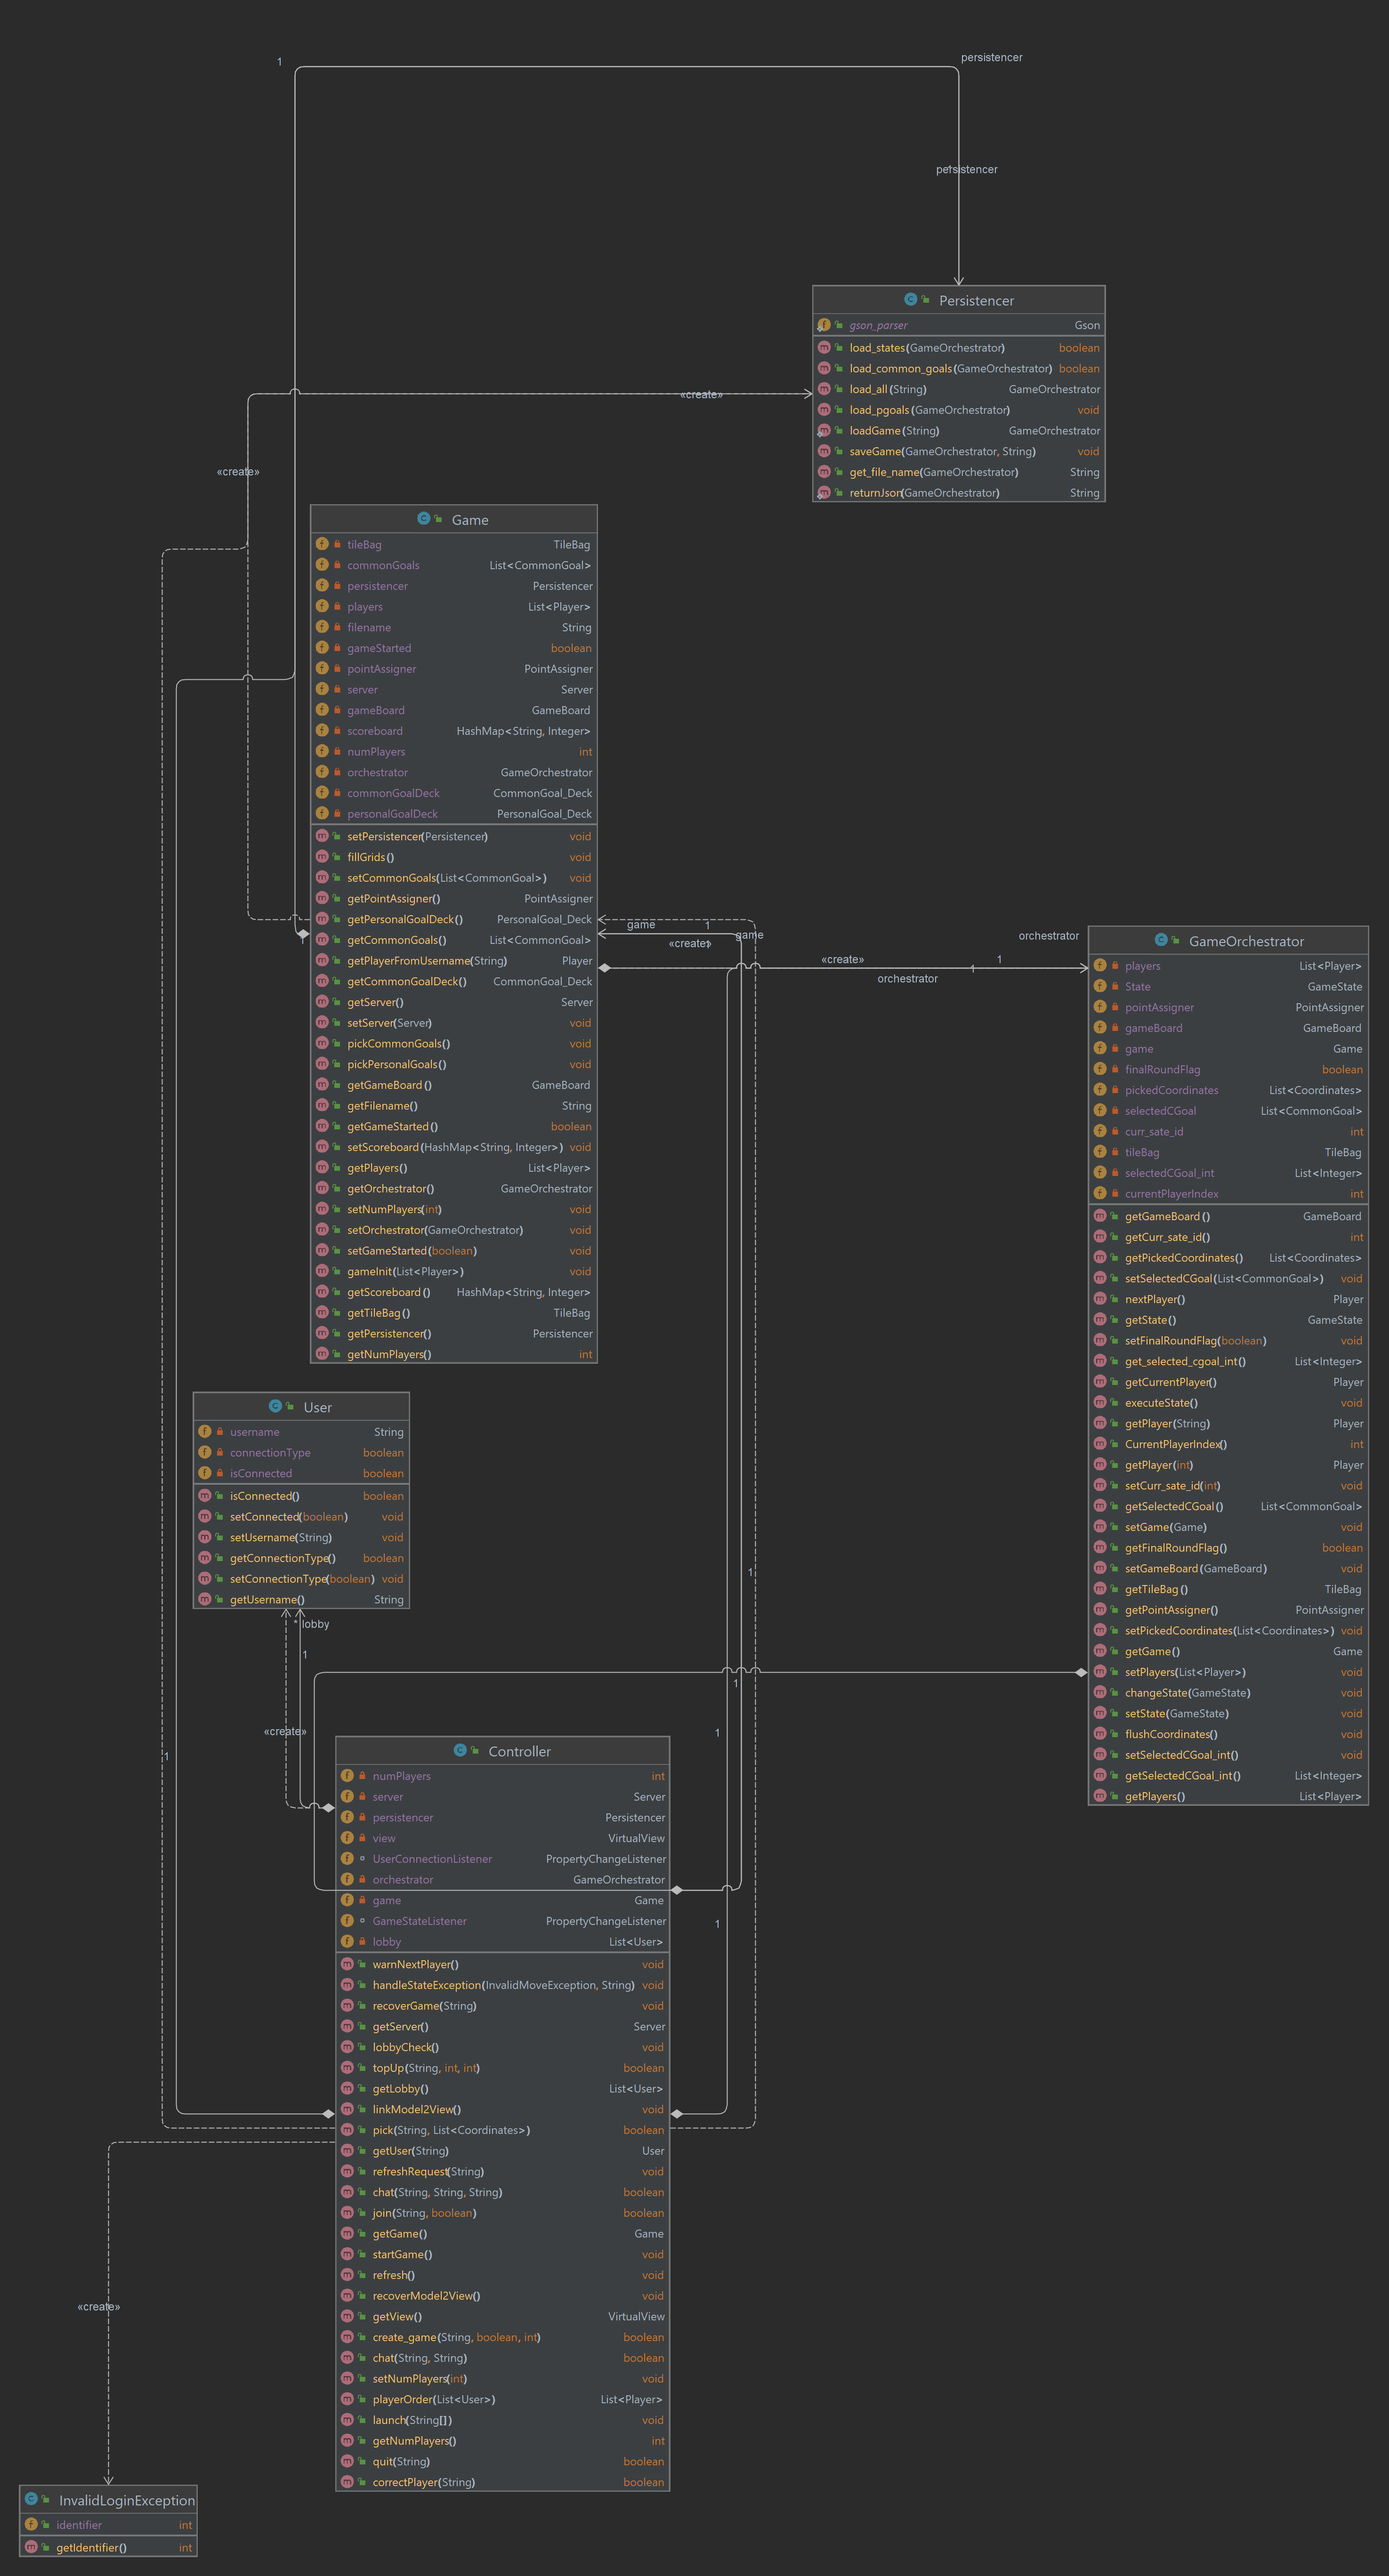 1
persistencer
persistencer
Persistencer
gson_parser Gson
load_states(GameOrchestrator) boolean
load_common_goals(GameOrchestrator) boolean
load_all(String) GameOrchestrator
load_pgoals(GameOrchestrator) void
loadGame(String) GameOrchestrator
saveGame(GameOrchestrator, String) void
get_file_name(GameOrchestrator) String
returnJson(GameOrchestrator) String
«create»
«create»
Game
tileBag TileBag
commonGoals List<CommonGoal>
persistencer Persistencer
players List<Player>
filename String
gameStarted boolean
pointAssigner PointAssigner
server Server
gameBoard GameBoard
scoreboard HashMap<String, Integer>
numPlayers int
orchestrator GameOrchestrator
commonGoalDeck CommonGoal_Deck
personalGoalDeck PersonalGoal_Deck
setPersistencer(Persistencer) void
fillGrids() void
setCommonGoals(List<CommonGoal>) void
getPointAssigner() PointAssigner
getPersonalGoalDeck() PersonalGoal_Deck
getCommonGoals() List<CommonGoal>
getPlayerFromUsername(String) Player
getCommonGoalDeck() CommonGoal_Deck
getServer() Server
setServer(Server) void
pickCommonGoals() void
pickPersonalGoals() void
getGameBoard() GameBoard
getFilename() String
getGameStarted() boolean
setScoreboard(HashMap<String, Integer>) void
getPlayers() List<Player>
getOrchestrator() GameOrchestrator
setNumPlayers(int) void
setOrchestrator(GameOrchestrator) void
setGameStarted(boolean) void
gameInit(List<Player>) void
getScoreboard() HashMap<String, Integer>
getTileBag() TileBag
getPersistencer() Persistencer
getNumPlayers() int
game
1
game
«create»
«create»
orchestrator
1
1
orchestrator
GameOrchestrator
players List<Player>
State GameState
pointAssigner PointAssigner
gameBoard GameBoard
game Game
finalRoundFlag boolean
pickedCoordinates List<Coordinates>
selectedCGoal List<CommonGoal>
curr_sate_id int
tileBag TileBag
selectedCGoal_int List<Integer>
currentPlayerIndex int
getGameBoard() GameBoard
getCurr_sate_id() int
getPickedCoordinates() List<Coordinates>
setSelectedCGoal(List<CommonGoal>) void
nextPlayer() Player
getState() GameState
setFinalRoundFlag(boolean) void
get_selected_cgoal_int() List<Integer>
getCurrentPlayer() Player
executeState() void
getPlayer(String) Player
CurrentPlayerIndex() int
getPlayer(int) Player
setCurr_sate_id(int) void
getSelectedCGoal() List<CommonGoal>
setGame(Game) void
getFinalRoundFlag() boolean
setGameBoard(GameBoard) void
getTileBag() TileBag
getPointAssigner() PointAssigner
setPickedCoordinates(List<Coordinates>) void
getGame() Game
setPlayers(List<Player>) void
changeState(GameState) void
setState(GameState) void
flushCoordinates() void
setSelectedCGoal_int() void
getSelectedCGoal_int() List<Integer>
getPlayers() List<Player>
User
username String
connectionType boolean
isConnected boolean
isConnected() boolean
setConnected(boolean) void
setUsername(String) void
getConnectionType() boolean
setConnectionType(boolean) void
getUsername() String
* lobby
1
«create»
1
1
1
1
1
Controller
numPlayers int
server Server
persistencer Persistencer
view VirtualView
UserConnectionListener PropertyChangeListener
orchestrator GameOrchestrator
game Game
GameStateListener PropertyChangeListener
lobby List<User>
warnNextPlayer() void
handleStateException(InvalidMoveException, String) void
recoverGame(String) void
getServer() Server
lobbyCheck() void
topUp(String, int, int) boolean
getLobby() List<User>
linkModel2View() void
pick(String, List<Coordinates>) boolean
getUser(String) User
refreshRequest(String) void
chat(String, String, String) boolean
join(String, boolean) boolean
getGame() Game
startGame() void
refresh() void
recoverModel2View() void
getView() VirtualView
create_game(String, boolean, int) boolean
chat(String, String) boolean
setNumPlayers(int) void
playerOrder(List<User>) List<Player>
launch(String[]) void
getNumPlayers() int
quit(String) boolean
correctPlayer(String) boolean
«create»
InvalidLoginException
identifier int
getIdentifier() int